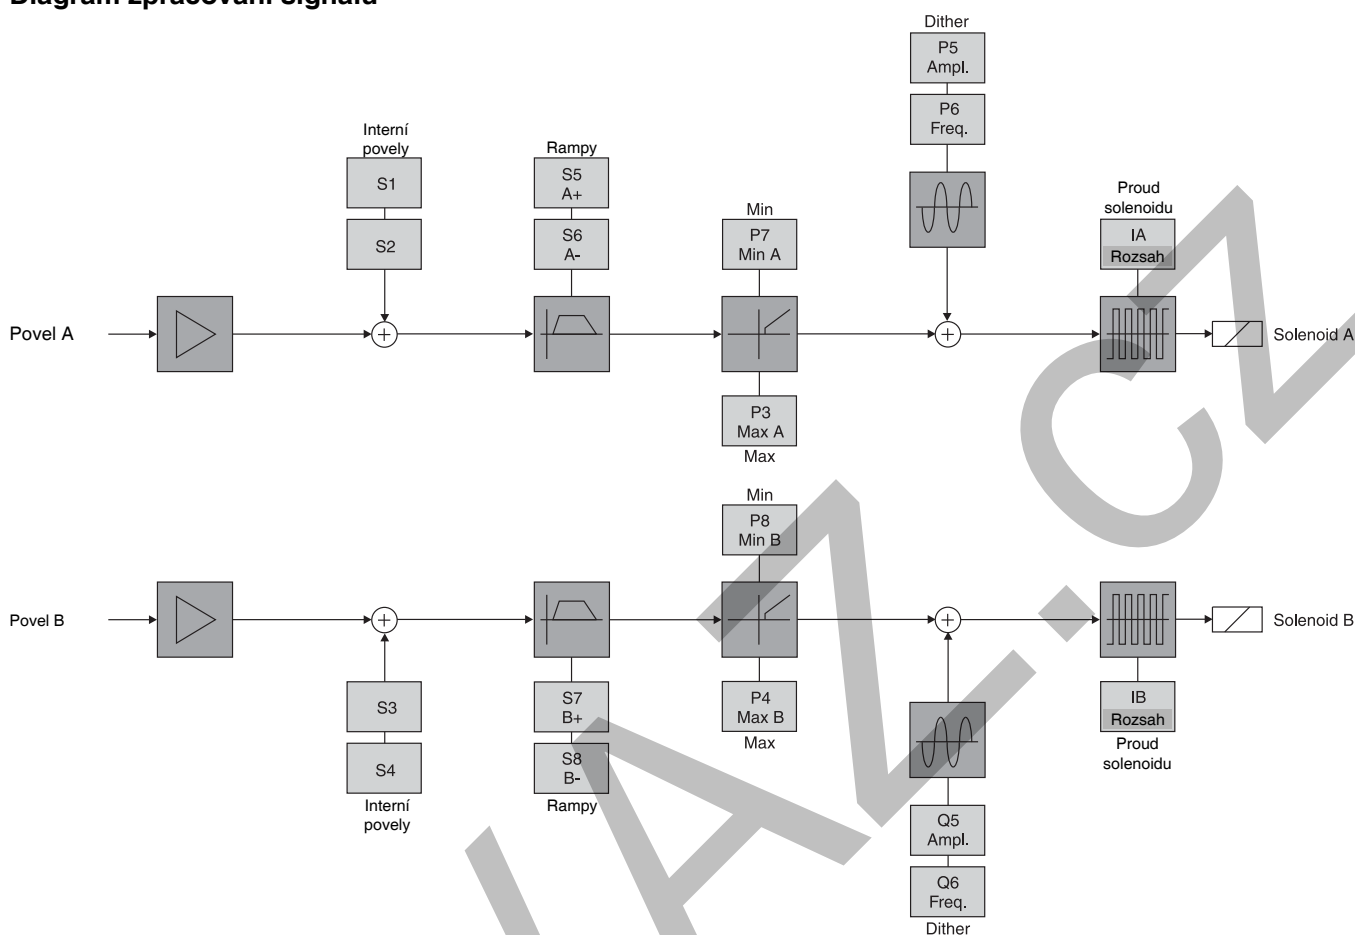 Diagram zpracování signálu
Dither
P5
Ampl.
P6
Freq.
Interní
povely
S1
S2
Rampy
S5
A+
S6
A-
Min
P7
Min A
Proud
solenoidu
IA
Rozsah
Povel A
+
+
Solenoid A
P3
Max A
Max
Min
P8
Min B
Povel B
+
+
Solenoid B
S3
S4
Interní
povely
S7
B+
S8
B-
Rampy
P4
Max B
Max
IB
Rozsah
Proud
solenoidu
Q5
Ampl.
Q6
Freq.
Dither